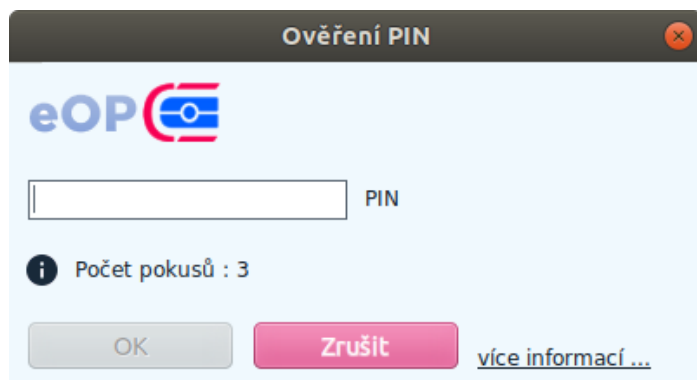 Ověření PIN
eOP
PIN
Počet pokusů : 3
OK
Zrušit
více informací ...